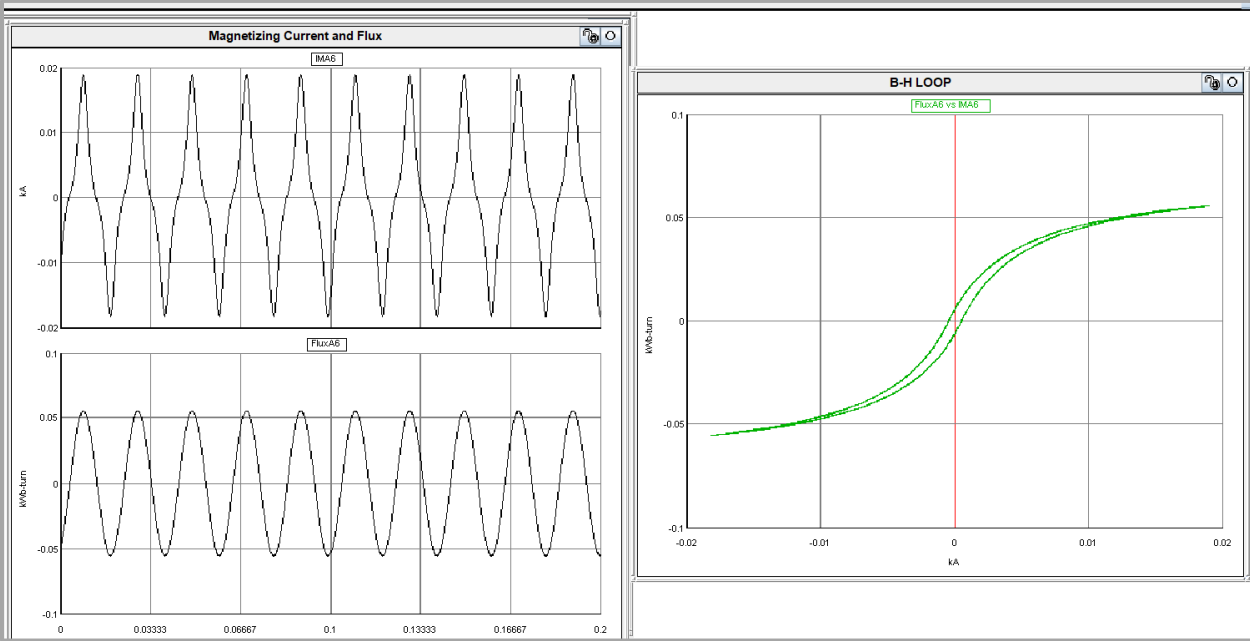 Magnetizing Current and Flux
IMA6
0.02
0.01
0
-0.01
-0.02
kA
FluxA6
0.1
0.05
0
-0.05
-0.1
kWb-turn
0 0.03333 0.06667 0.1 0.13333 0.16667 0.2
B-H LOOP
FluxA6 vs IMA6
0.1
0.05
0
-0.05
-0.1
kWb-turn
-0.02 -0.01 0 0.01 0.02
kA